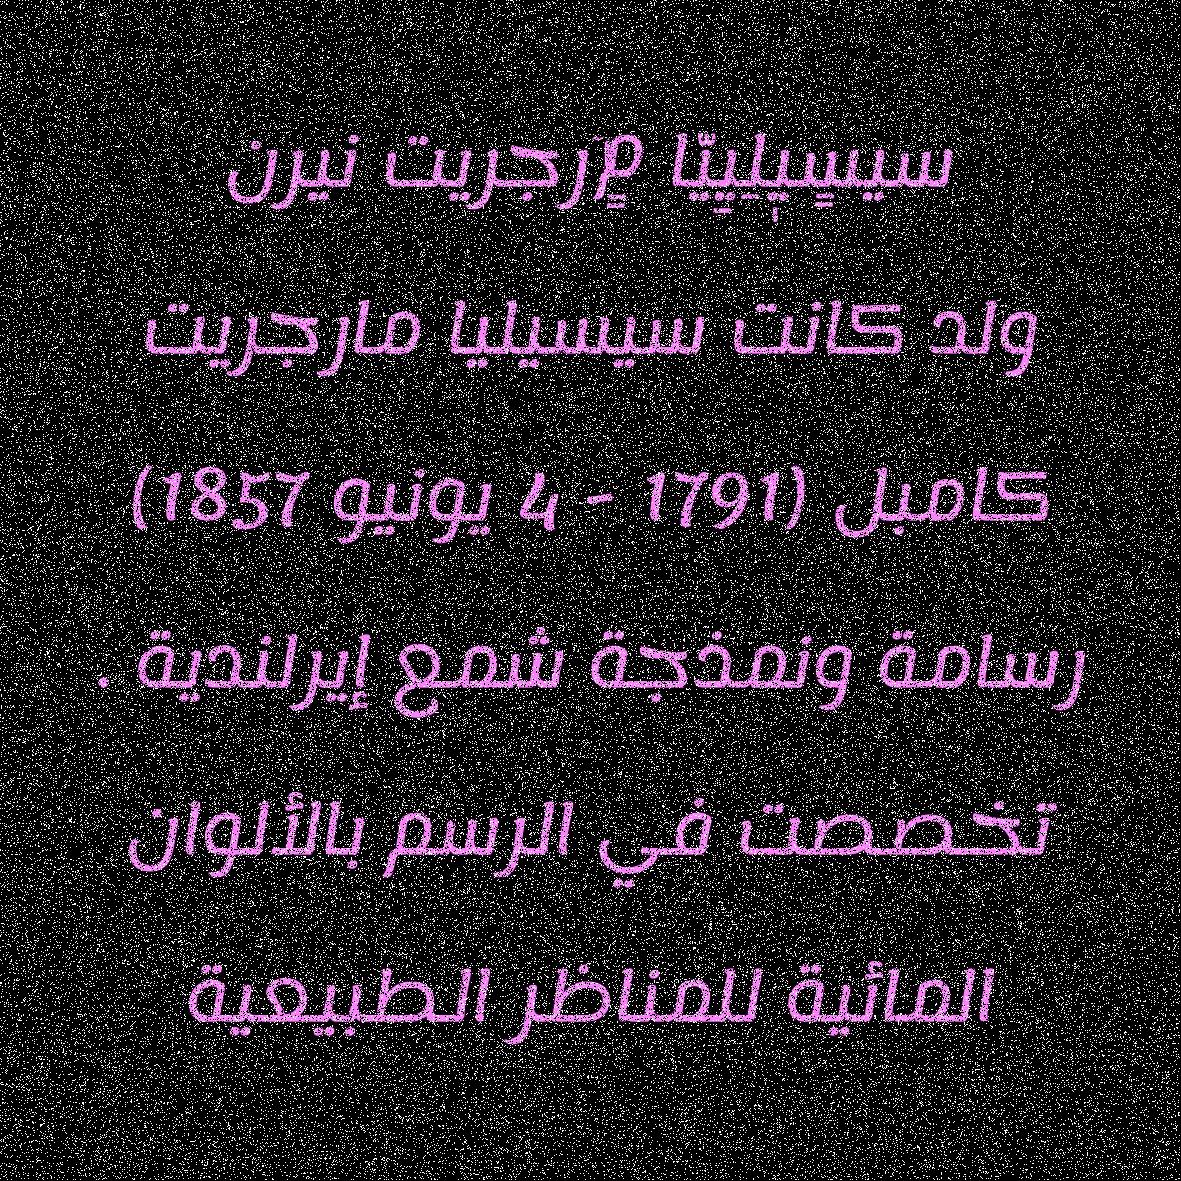 سيسٍيٖلِيٍّا مٍَرجريت نيرن
ولد كانت سيسيليا مارجريت
كامبل (1791 - 4 يونيو 1857)
رسامة ونمذجة شمع إيرلندية .
تخصصت في الرسم بالألوان
المائية للمناظر الطبيعية